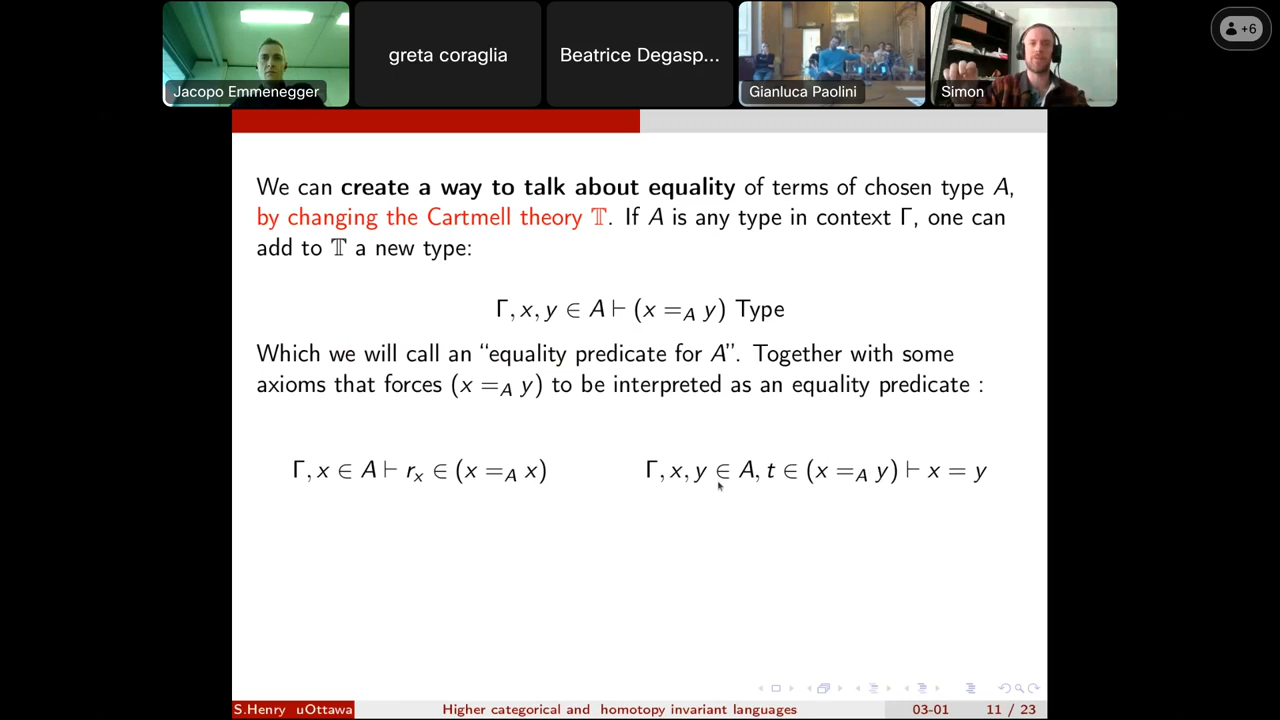 +6
Jacopo Emmenegger
greta coraglia
Beatrice Degasp...
Gianluca Paolini
Simon
We can create a way to talk about equality of terms of chosen type A,
by changing the Cartmell theory 𝕋. If A is any type in context Γ, one can
add to 𝕋 a new type:
Γ, x, y ∈ A ⊢ (x =_A y) Type
Which we will call an “equality predicate for A”. Together with some
axioms that forces (x =_A y) to be interpreted as an equality predicate :
Γ, x ∈ A ⊢ r_x ∈ (x =_A x)
Γ, x, y ∈ A, t ∈ (x =_A y) ⊢ x = y
S.Henry uOttawa
Higher categorical and homotopy invariant languages
03-01
11 / 23